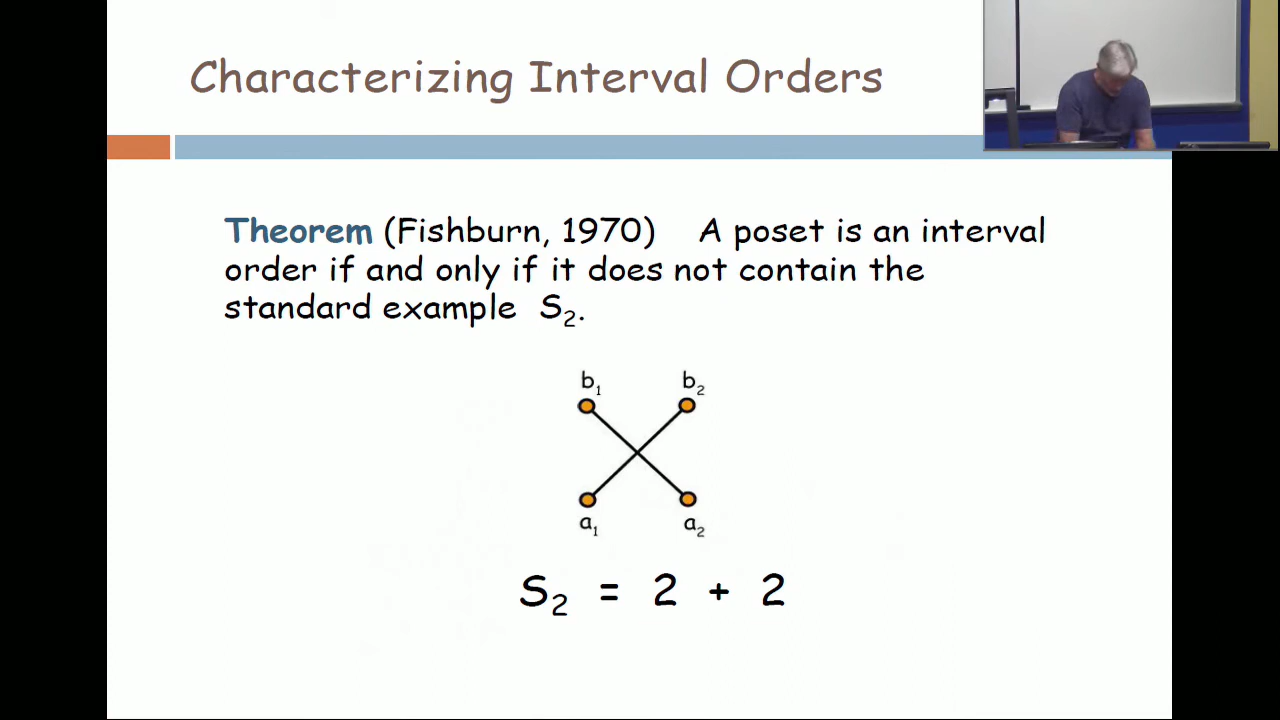 Characterizing Interval Orders
Theorem (Fishburn, 1970) A poset is an interval
order if and only if it does not contain the
standard example S₂.
b₁ b₂
a₁ a₂
S₂ = 2 + 2